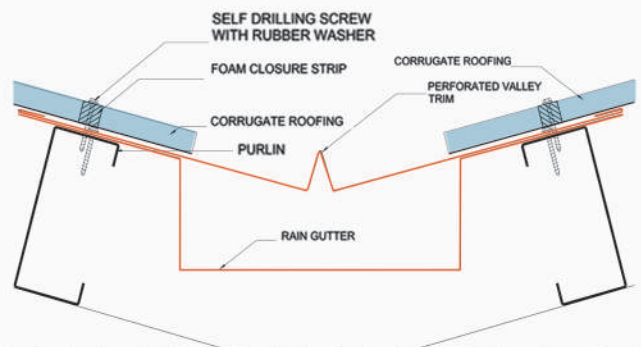 SELF DRILLING SCREW
WITH RUBBER WASHER
FOAM CLOSURE STRIP
CORRUGATE ROOFING
PERFORATED VALLEY
TRIM
CORRUGATE ROOFING
PURLIN
RAIN GUTTER